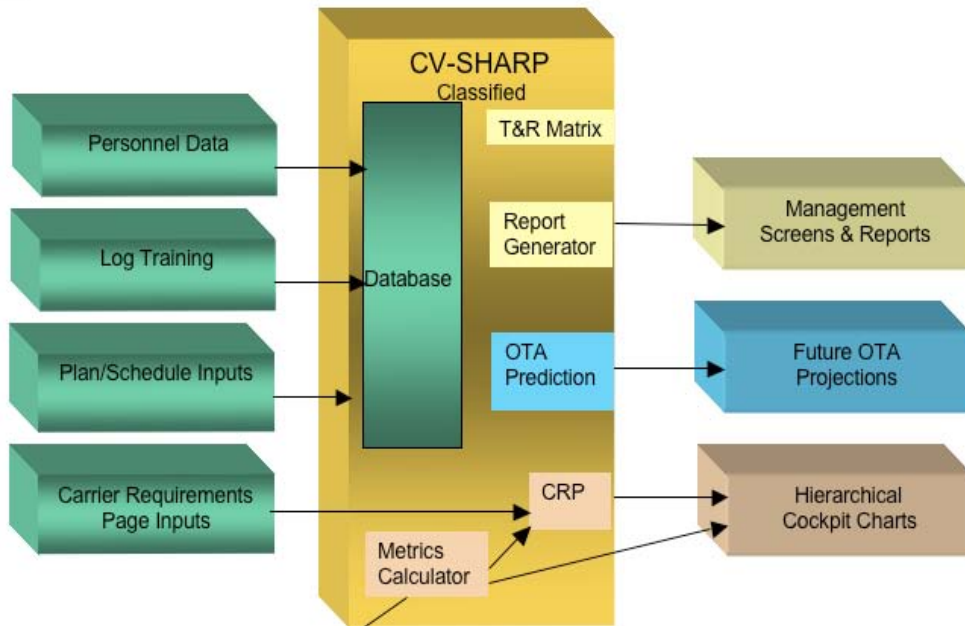 CV-SHARP
Classified
Personnel Data
Log Training
Plan/Schedule Inputs
Carrier Requirements
Page Inputs
Database
T&R Matrix
Report
Generator
OTA
Prediction
CRP
Metrics
Calculator
Management
Screens & Reports
Future OTA
Projections
Hierarchical
Cockpit Charts